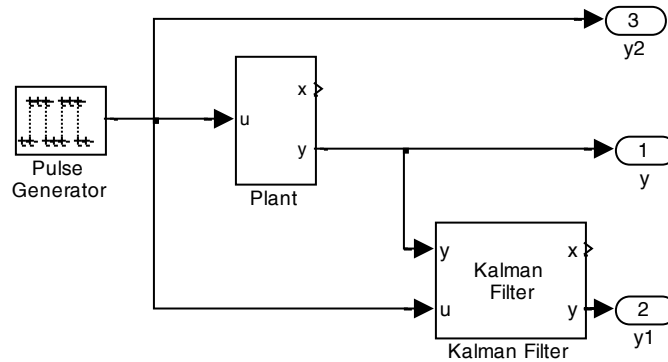 3
y2
x
u
y
Plant
Pulse
Generator
1
y
y
x
Kalman
Filter
u
y
Kalman Filter
2
y1